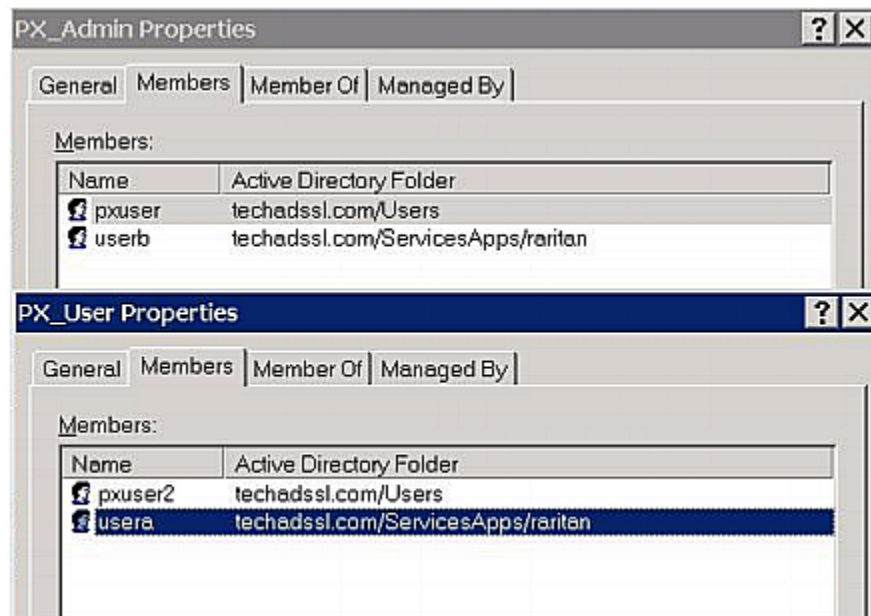 PX_Admin Properties ? X
General Members Member Of Managed By
Members:
Name Active Directory Folder
pxuser techadssl.com/Users
userb techadssl.com/ServicesApps/raritan
PX_User Properties ? X
General Members Member Of Managed By
Members:
Name Active Directory Folder
pxuser2 techadssl.com/Users
usera techadssl.com/ServicesApps/raritan